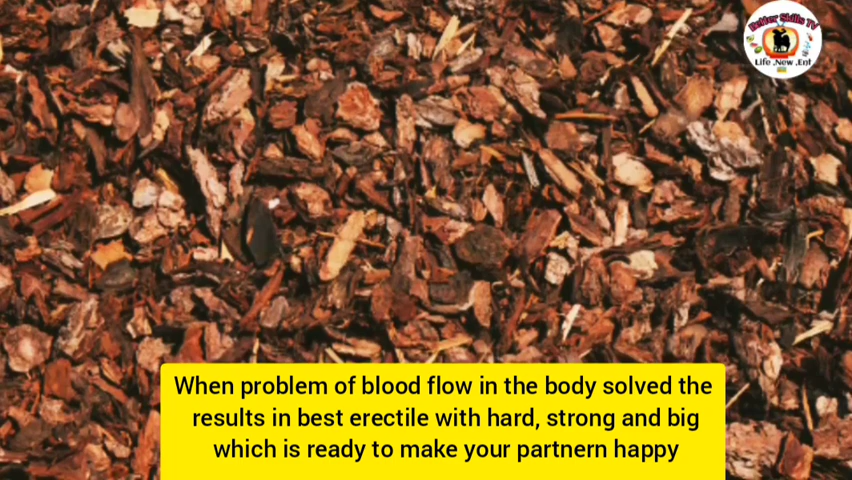 Better Skills TV
Life ,New ,Ent
When problem of blood flow in the body solved the
results in best erectile with hard, strong and big
which is ready to make your partnern happy